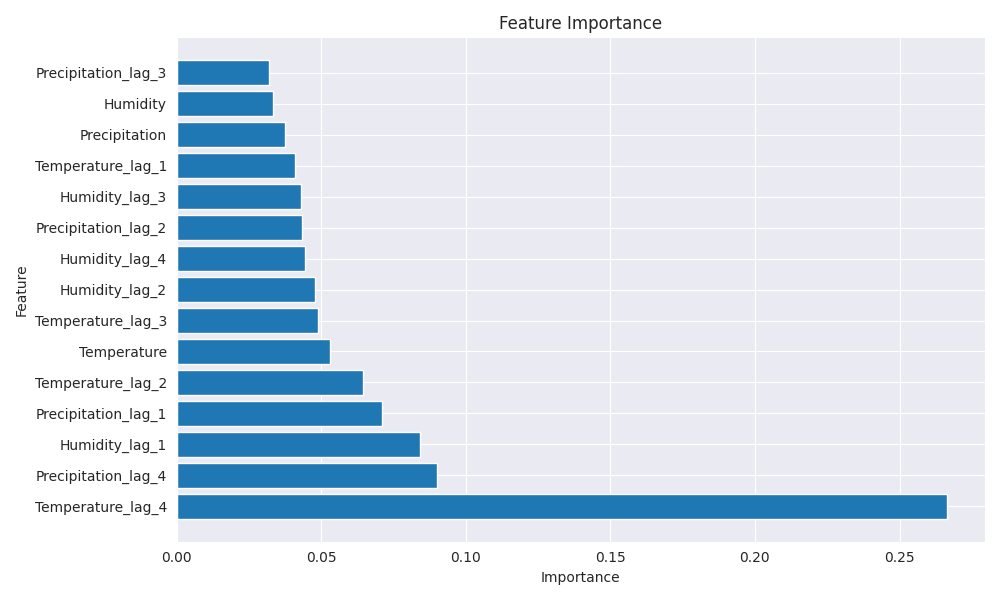 Feature Importance
Precipitation_lag_3
Humidity
Precipitation
Temperature_lag_1
Humidity_lag_3
Precipitation_lag_2
Humidity_lag_4
Humidity_lag_2
Temperature_lag_3
Temperature
Temperature_lag_2
Precipitation_lag_1
Humidity_lag_1
Precipitation_lag_4
Temperature_lag_4
Feature
0.00 0.05 0.10 0.15 0.20 0.25
Importance